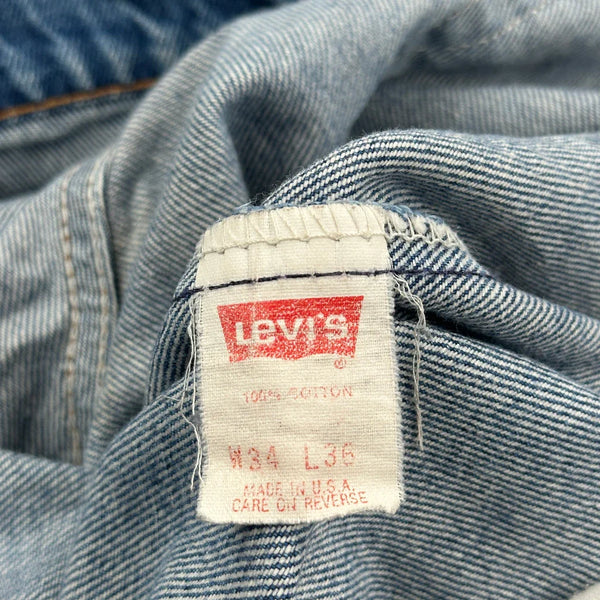 Levi's
®
100% COTTON
W34 L36
MADE IN U.S.A.
CARE ON REVERSE